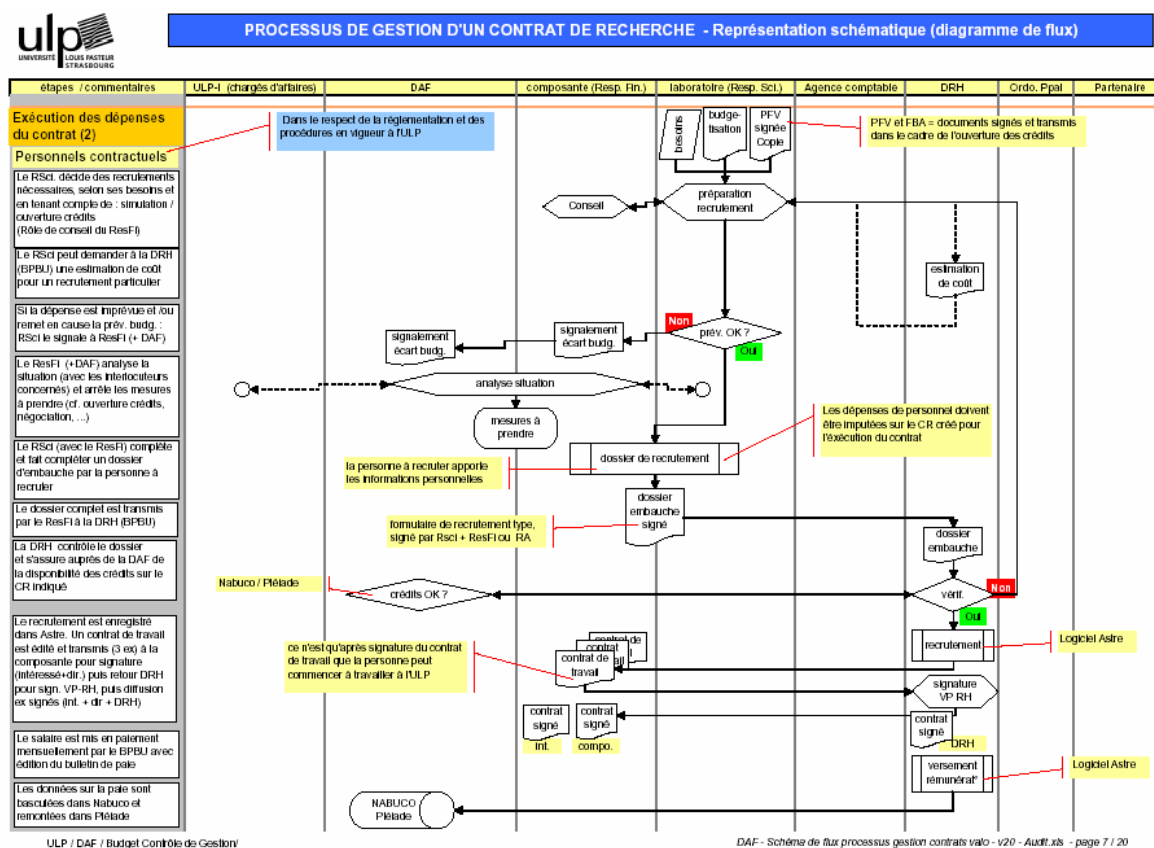 ulp
UNIVERSITÉ LOUIS PASTEUR
STRASBOURG
PROCESSUS DE GESTION D'UN CONTRAT DE RECHERCHE - Représentation schématique (diagramme de flux)
étapes / commentaires
ULP-I (chargés d'affaires)
DAF
composante (Resp. Fin.)
laboratoire (Resp. Sci.)
Agence comptable
DRH
Ordo. Ppal
Partenaire
Exécution des dépenses
du contrat (2)
Personnels contractuels
Dans le respect de la réglementation et des
procédures en vigueur à l'ULP
besoins
budge-
tisation
PFV
signée
Copie
PFV et FBA = documents signés et transmis
dans le cadre de l'ouverture des crédits
Le RSci. décide des recrutements
nécessaires, selon ses besoins et
en tenant compte de : simulation /
ouverture crédits
(Rôle de conseil du ResFi)
Conseil
préparation
recrutement
Le RSci peut demander à la DRH
(BPBU) une estimation de coût
pour un recrutement particulier
estimation
de coût
Si la dépense est imprévue et /ou
remet en cause la prév. budg. :
RSci le signale à ResFi (+ DAF)
signalement
écart budg.
signalement
écart budg.
Non
prév. OK ?
Oui
Le ResFi (+DAF) analyse la
situation (avec les interlocuteurs
concernés) et arrête les mesures
à prendre (cf. ouverture crédits,
négociation, ...)
analyse situation
mesures à
prendre
Les dépenses de personnel doivent
être imputées sur le CR créé pour
l'éxécution du contrat
Le RSci (avec le ResFi) complète
et fait compléter un dossier
d'embauche par la personne à
recruter
la personne à recruter apporte
les informations personnelles
dossier de recrutement
Le dossier complet est transmis
par le ResFi à la DRH (BPBU)
formulaire de recrutement type,
signé par Rsci + ResFi ou RA
dossier
embauche
signé
dossier
embauche
La DRH contrôle le dossier
et s'assure auprès de la DAF de
la disponibilité des crédits sur le
CR indiqué
Nabuco / Pléiade
crédits OK ?
vérif.
Non
Oui
Le recrutement est enregistré
dans Astre. Un contrat de travail
est édité et transmis (3 ex) à la
composante pour signature
(intéressé+dir.) puis retour DRH
pour sign. VP-RH, puis diffusion
ex signés (int. + dir + DRH)
ce n'est qu'après signature du contrat
de travail que la personne peut
commencer à travailler à l'ULP
contrat de
contrat
contrat de
travail
recrutement
Logiciel Astre
signature
VP RH
contrat
signé
int.
contrat
signé
compo.
contrat
signé
DRH
Le salaire est mis en paiement
mensuellement par le BPBU avec
édition du bulletin de paie
versement
rémunérat°
Logiciel Astre
Les données sur la paie sont
basculées dans Nabuco et
remontées dans Pléiade
NABUCO
Pléiade
ULP / DAF / Budget Contrôle de Gestion/
DAF - Schéma de flux processus gestion contrats valo - v20 - Audit.xls - page 7 / 20